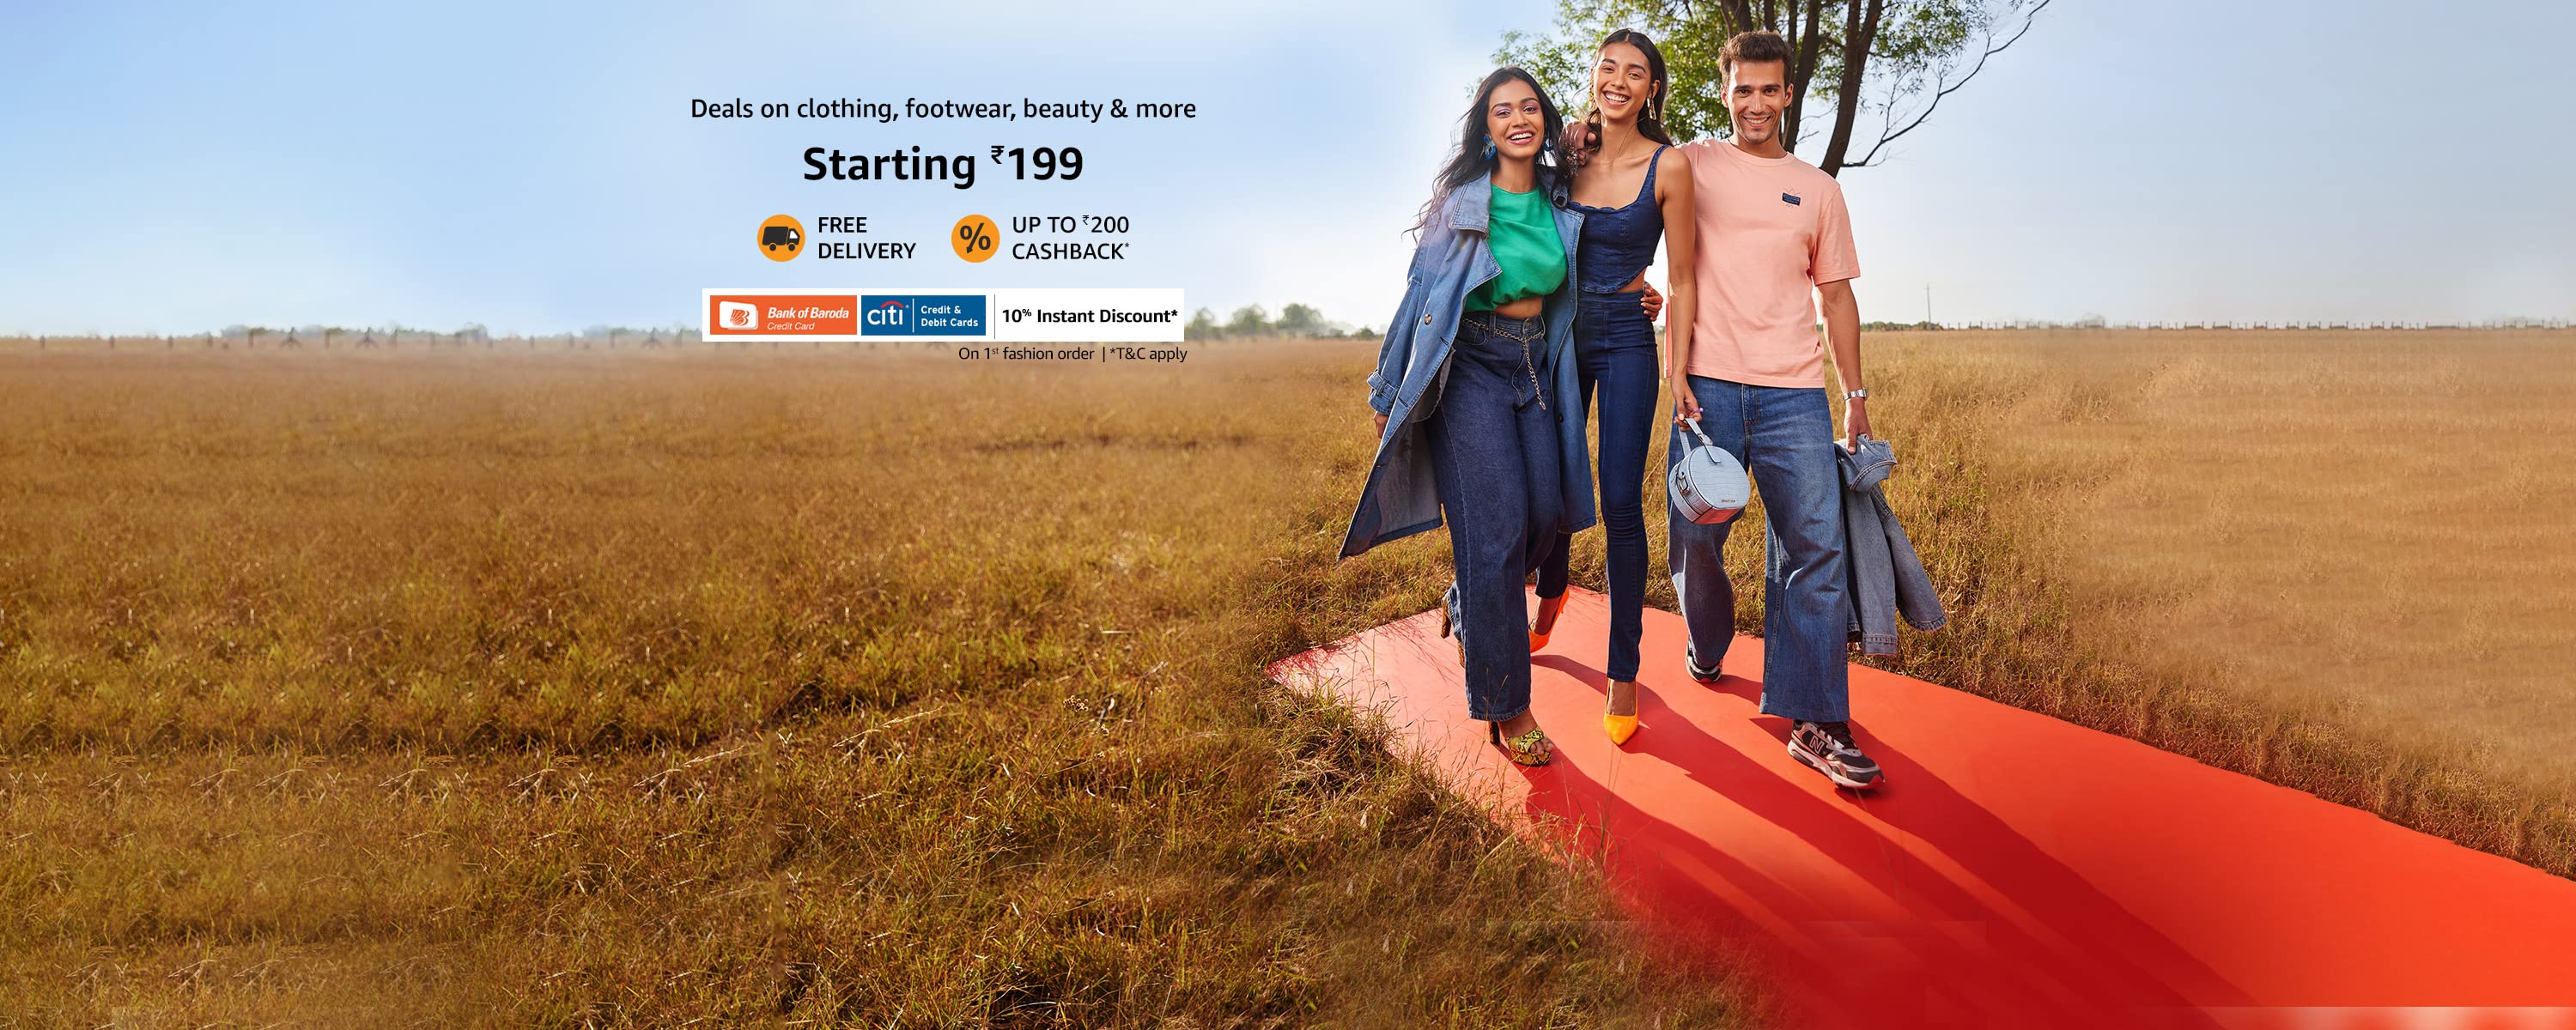 Deals on clothing, footwear, beauty & more
Starting ₹199
FREE
DELIVERY
UP TO ₹200
CASHBACK*
Bank of Baroda
Credit Card
citi
Credit &
Debit Cards
10% Instant Discount*
On 1st fashion order | *T&C apply
N